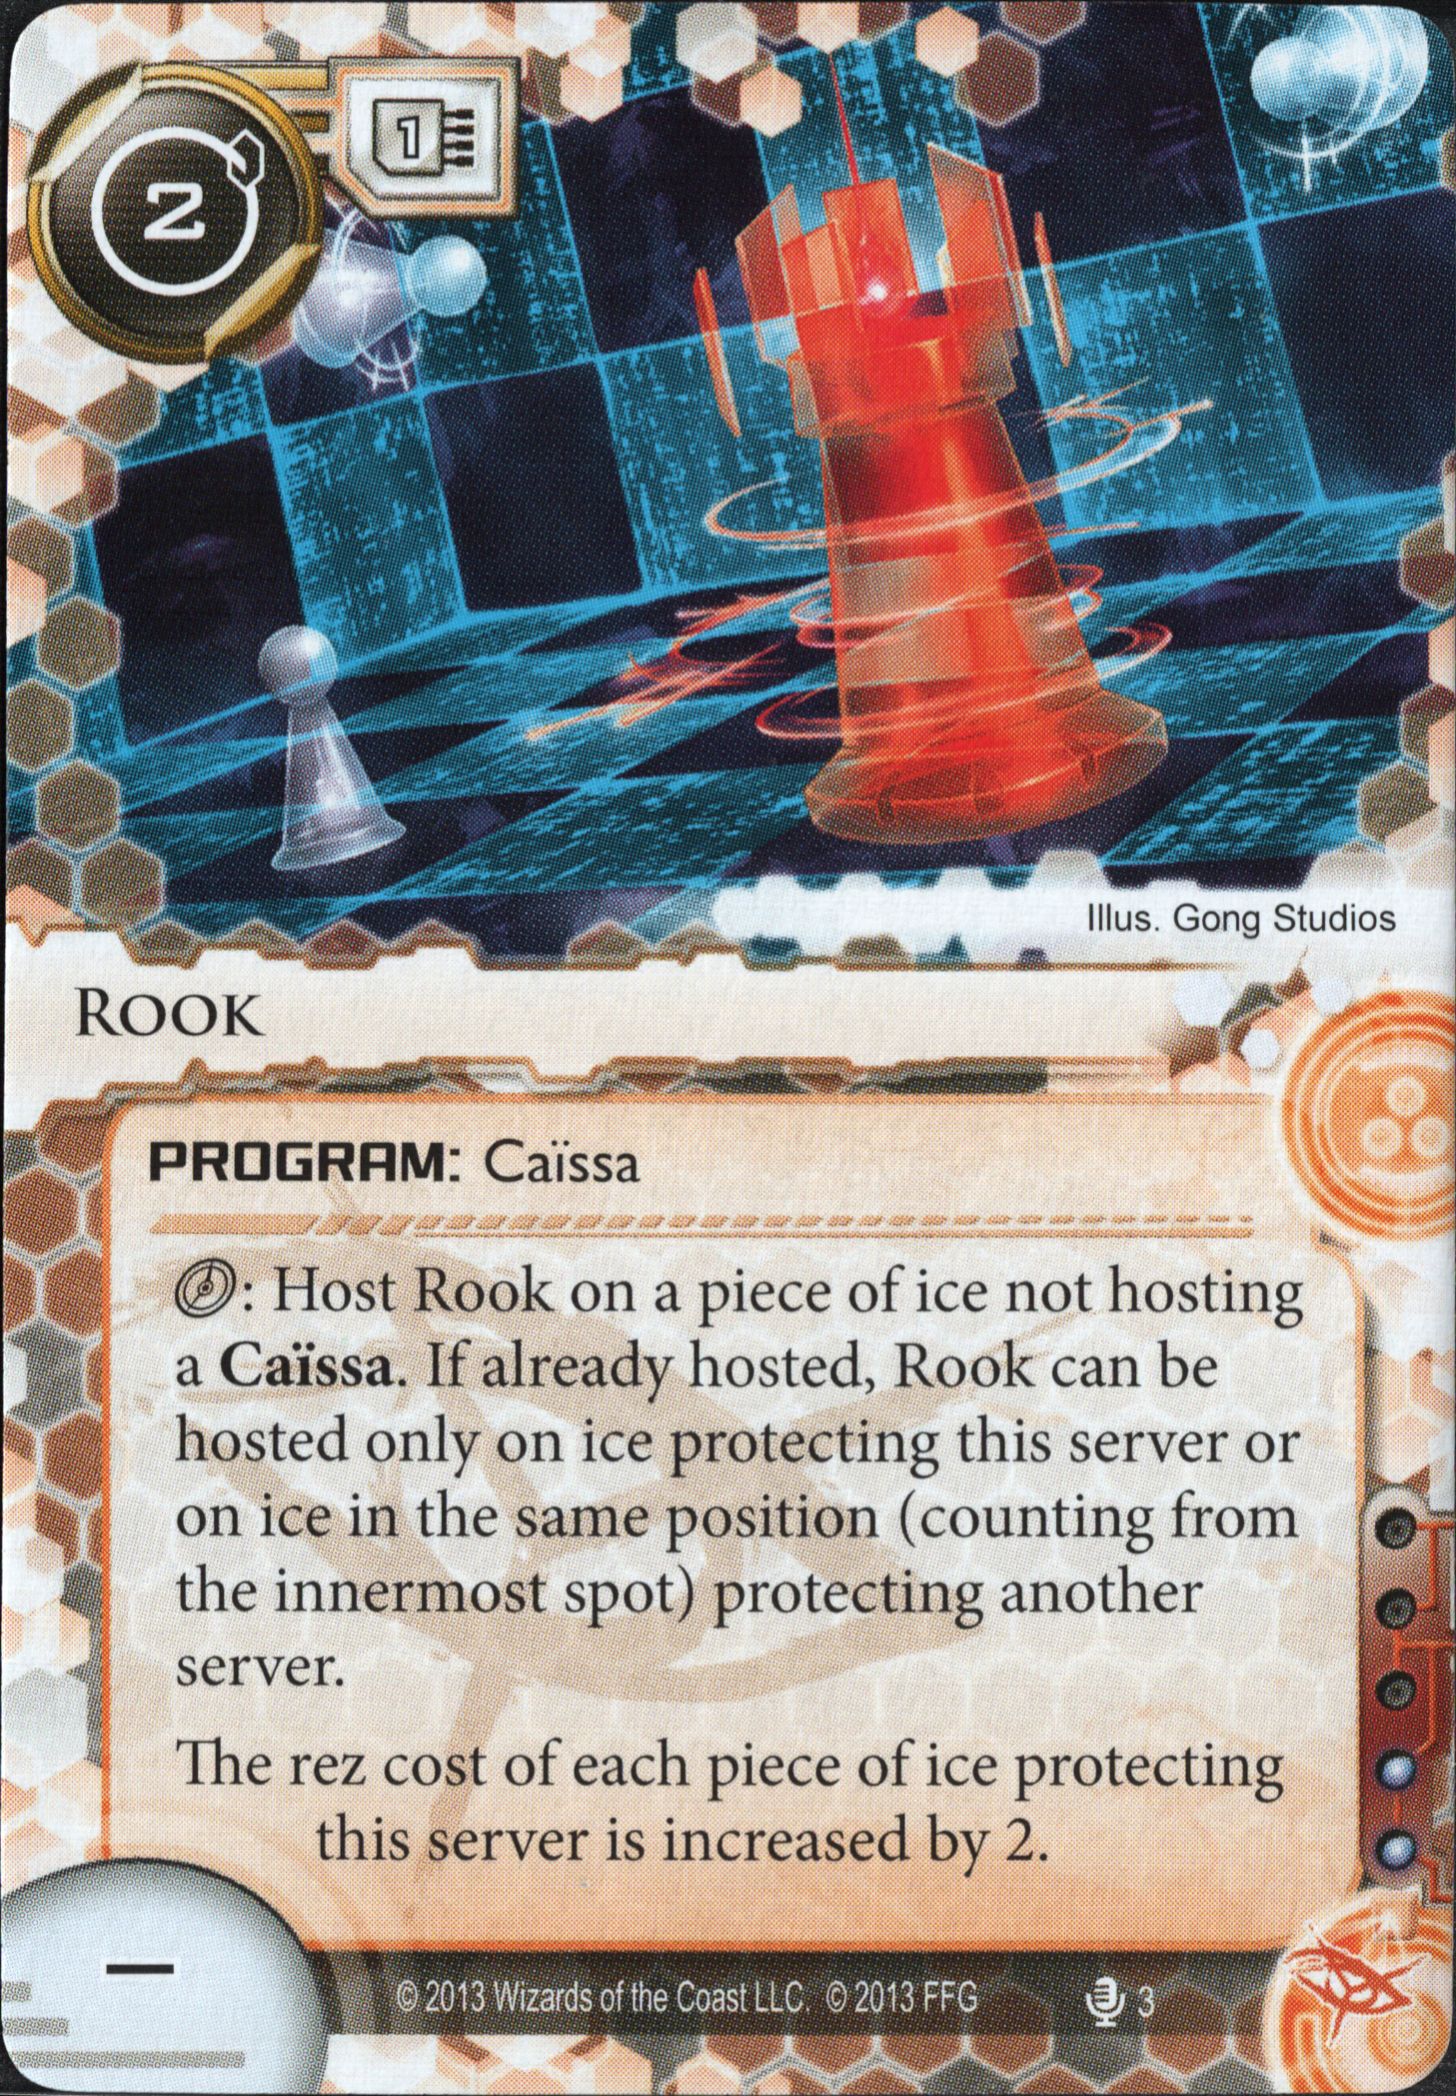 2
1
Illus. Gong Studios
Rook
PROGRAM: Caïssa
: Host Rook on a piece of ice not hosting
a Caïssa. If already hosted, Rook can be
hosted only on ice protecting this server or
on ice in the same position (counting from
the innermost spot) protecting another
server.
The rez cost of each piece of ice protecting
this server is increased by 2.
–
© 2013 Wizards of the Coast LLC. © 2013 FFG
3